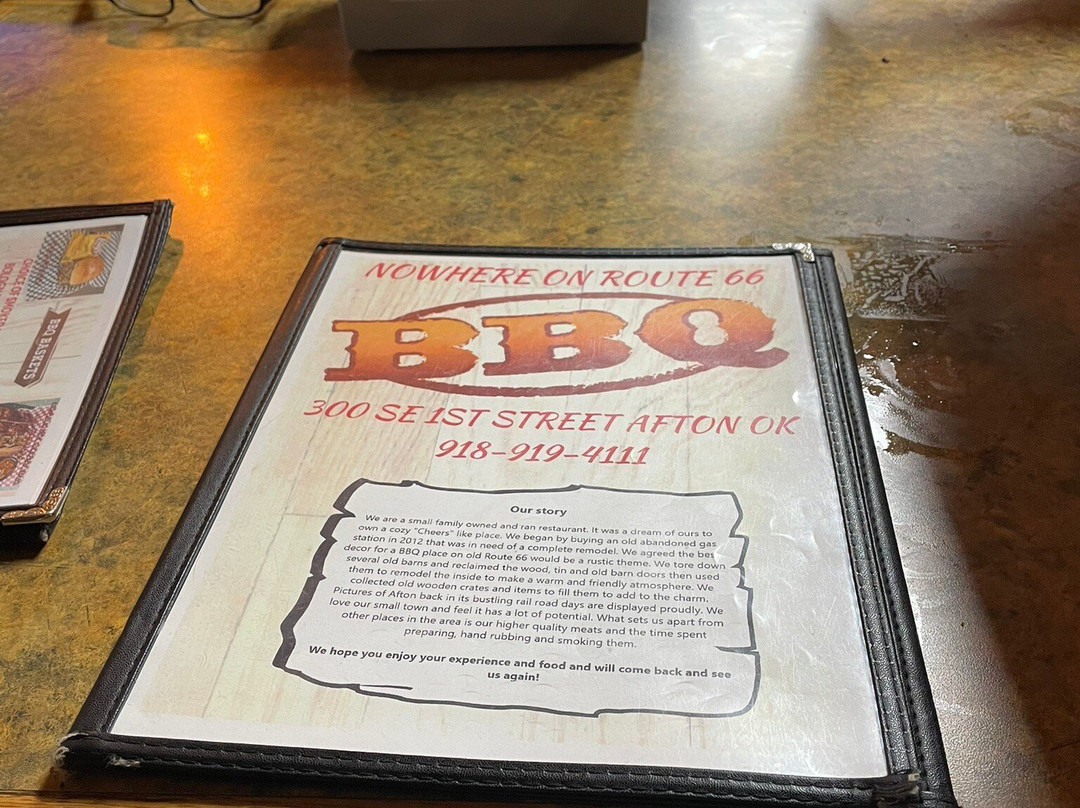 NOWHERE ON ROUTE 66
BBQ
300 SE 1ST STREET AFTON OK
918-919-4111
Our story
We are a small family owned and ran restaurant. It was a dream of ours to
own a cozy "Cheers" like place. We began by buying an old abandoned gas
station in 2012 that was in need of a complete remodel. We agreed the bes
decor for a BBQ place on old Route 66 would be a rustic theme. We tore down
several old barns and reclaimed the wood, tin and old barn doors then used
them to remodel the inside to make a warm and friendly atmosphere. We
collected old wooden crates and items to fill them to add to the charm.
Pictures of Afton back in its bustling rail road days are displayed proudly. We
love our small town and feel it has a lot of potential. What sets us apart from
other places in the area is our higher quality meats and the time spent
preparing, hand rubbing and smoking them.
We hope you enjoy your experience and food and will come back and see
us again!
BBQ BASKETS